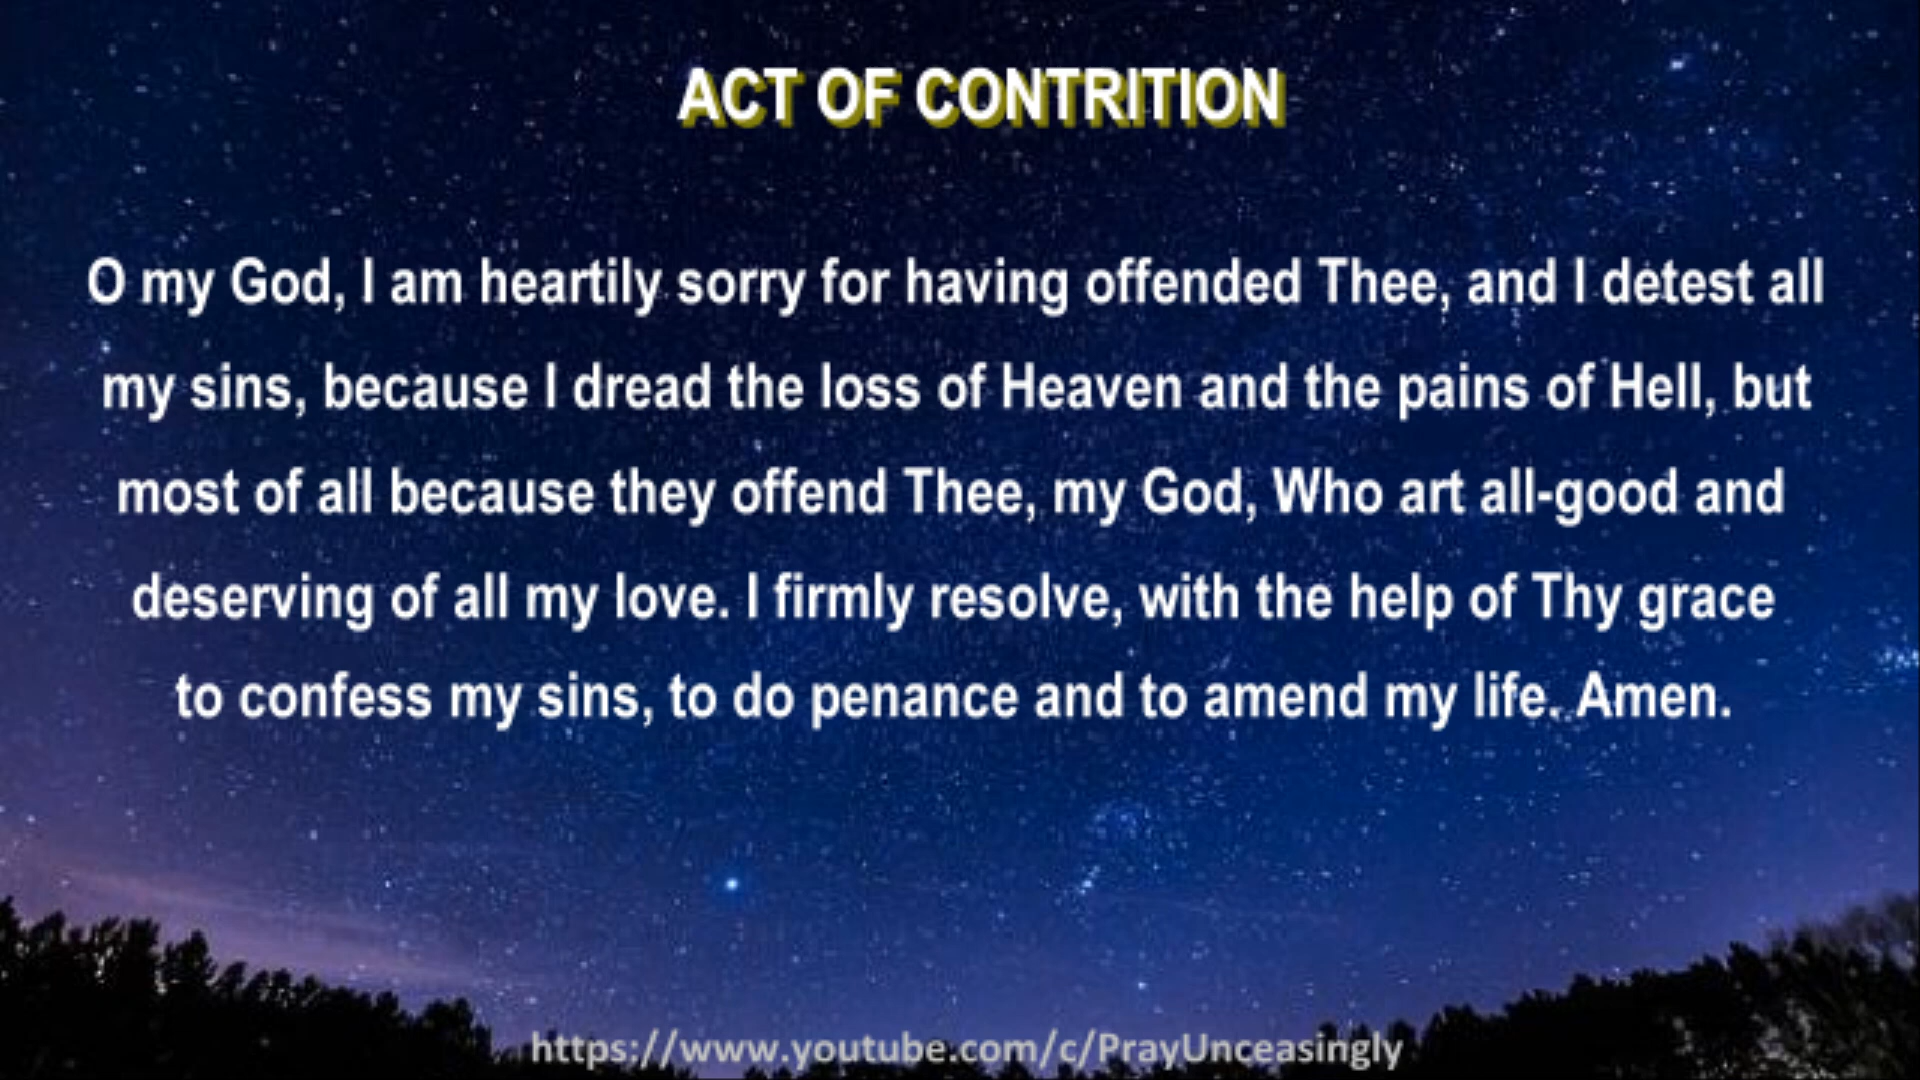 ACT OF CONTRITION
O my God, I am heartily sorry for having offended Thee, and I detest all
my sins, because I dread the loss of Heaven and the pains of Hell, but
most of all because they offend Thee, my God, Who art all-good and
deserving of all my love. I firmly resolve, with the help of Thy grace
to confess my sins, to do penance and to amend my life. Amen.
https://www.youtube.com/c/PrayUnceasingly